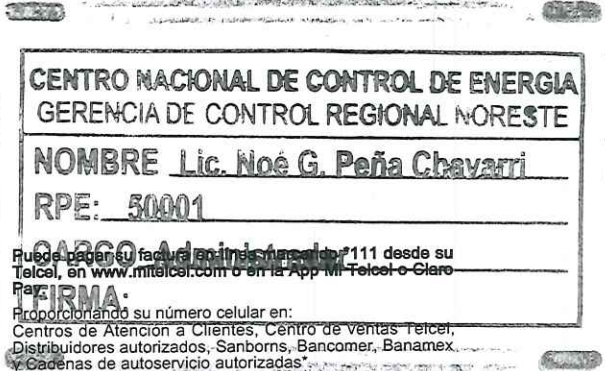 CENTRO NACIONAL DE CONTROL DE ENERGIA
GERENCIA DE CONTROL REGIONAL NORESTE
NOMBRE Lic. Noé G. Peña Chavarri
RPE: 50001
CARGO Administrador
Puede pagar su factura en línea marcando *111 desde su
Telcel, en www.mitelcel.com o en la App Mi Telcel o Claro
Pay.
FIRMA:
Proporcionando su número celular en:
Centros de Atención a Clientes, Centro de Ventas Telcel,
Distribuidores autorizados, Sanborns, Bancomer, Banamex
y Cadenas de autoservicio autorizadas*